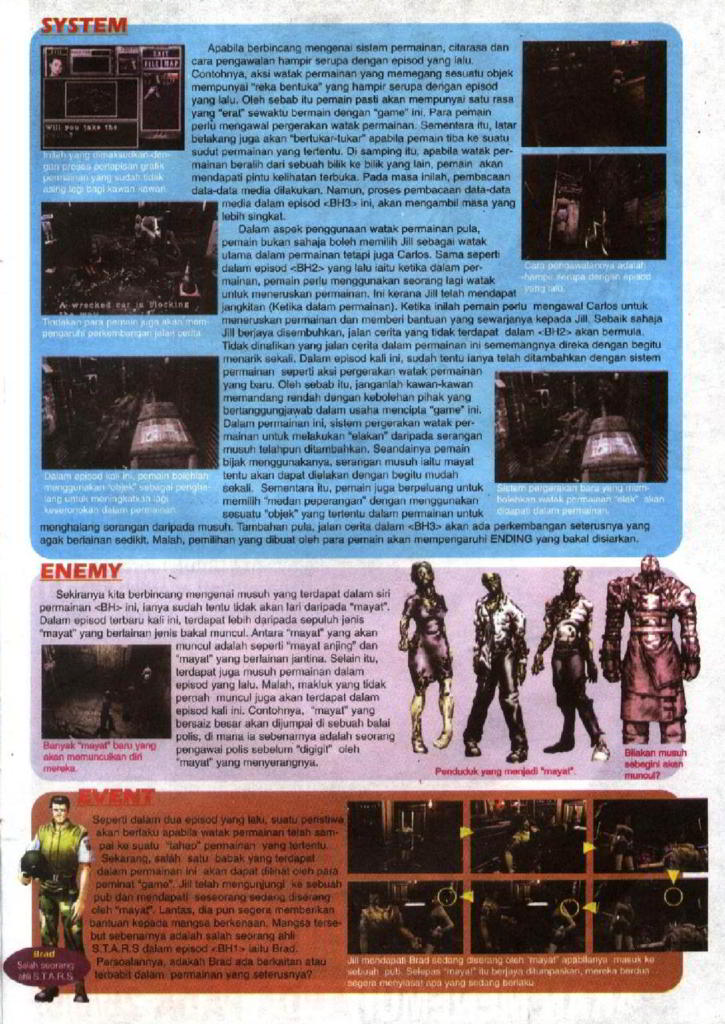 SYSTEM
Apabila berbincang mengenai sistem permainan, citarasa dan
cara pengawalan hampir serupa dengan episod yang lalu.
Contohnya, aksi watak permainan yang memegang sesuatu objek
mempunyai "reka bentuka" yang hampir serupa dengan episod
yang lalu. Oleh sebab itu pemain pasti akan mempunyai satu rasa
yang "erat" sewaktu bermain dengan "game" ini. Para pemain
perlu mengawal pergerakan watak permainan. Sementara itu, latar
belakang juga akan "bertukar-tukar" apabila pemain tiba ke suatu
sudut permainan yang tertentu. Di samping itu, apabila watak per-
mainan beralih dari sebuah bilik ke bilik yang lain, pemain akan
mendapati pintu kelihatan terbuka. Pada masa inilah, pembacaan
data-data media dilakukan. Namun, proses pembacaan data-data
media dalam episod <BH3> ini, akan mengambil masa yang
lebih singkat.
Dalam aspek penggunaan watak permainan pula,
pemain bukan sahaja boleh memilih Jill sebagai watak
utama dalam permainan tetapi juga Carlos. Sama seperti
dalam episod <BH2> yang lalu iaitu ketika dalam per-
mainan, pemain perlu menggunakan seorang lagi watak
untuk meneruskan permainan. Ini kerana Jill telah mendapat
jangkitan (Ketika dalam permainan). Ketika inilah pemain perlu mengawal Carlos untuk
meneruskan permainan dan memberi bantuan yang sewarjanya kepada Jill. Sebaik sahaja
Jill berjaya disembuhkan, jalan cerita yang tidak terdapat dalam <BH2> akan bermula.
Tidak dinafikan yang jalan cerita dalam permainan ini sememangnya direka dengan begitu
menarik sekali. Dalam episod kali ini, sudah tentu ianya telah ditambahkan dengan sistem
permainan seperti aksi pergerakan watak permainan
yang baru. Oleh sebab itu, janganlah kawan-kawan
memandang rendah dengan kebolehan pihak yang
bertanggungjawab dalam usaha mencipta "game" ini.
Dalam permainan ini, sistem pergerakan watak per-
mainan untuk melakukan "elakan" daripada serangan
musuh telahpun ditambahkan. Seandainya pemain
bijak menggunakanya, serangan musuh iaitu mayat
tentu akan dapat dielakan dengan begitu mudah
sekali. Sementara itu, pemain juga berpeluang untuk
memilih "medan peperangan" dengan menggunakan
sesuatu "objek" yang tertentu dalam permainan untuk
menghalang serangan daripada musuh. Tambahan pula, jalan cerita dalam <BH3> akan ada perkembangan seterusnya yang
agak berlainan sedikit. Malah, pemilihan yang dibuat oleh para pemain akan mempengaruhi ENDING yang bakal disiarkan.
EXIT
FILE MAP
Will you take the
Inilah yang dimaksudkan den-
gan proses pertapisan grafik
permainan yang sudah tidak
asing lagi bagi kawan-kawan.
A wrecked car is blocking
the way.
Tindakan para pemain juga akan mem-
pengaruhi perkembangan jalan cerita.
Dalam episod kali ini, pemain bolehlah
menggunakan "objek" sebagai pengha-
lang untuk meningkatkan lagi
keseronokan dalam permainan.
Cara pengawalannya adalah
hampir serupa dengan episod
yang lalu.
Sistem pergerakan baru yang mem-
bolehkan watak permainan "elak" akan
didapati dalam permainan.
ENEMY
Sekiranya kita berbincang mengenai musuh yang terdapat dalam siri
permainan <BH> ini, ianya sudah tentu tidak akan lari daripada "mayat".
Dalam episod terbaru kali ini, terdapat lebih daripada sepuluh jenis
"mayat" yang berlainan jenis bakal muncul. Antara "mayat" yang akan
muncul adalah seperti "mayat anjing" dan
"mayat" yang berlainan jantina. Selain itu,
terdapat juga musuh permainan dalam
episod yang lalu. Malah, makluk yang tidak
pernah muncul juga akan terdapat dalam
episod kali ini. Contohnya, "mayat" yang
bersaiz besar akan dijumpai di sebuah balai
polis, di mana ia sebenarnya adalah seorang
pengawai polis sebelum "digigit" oleh
"mayat" yang menyerangnya.
Banyak "mayat" baru yang
akan memunculkan diri
mereka.
Penduduk yang menjadi "mayat".
Bilakan musuh
sebegini akan
muncul?
EVENT
Seperti dalam dua episod yang lalu, suatu peristiwa
akan berlaku apabila watak permainan telah sam-
pai ke suatu "tahap" permainan yang tertentu.
Sekarang, salah satu babak yang terdapat
dalam permainan ini akan dapat dilihat oleh para
peminat "game". Jill telah mengunjungi ke sebuah
pub dan mendapati seseorang sedang diserang
oleh "mayat". Lantas, dia pun segera memberikan
bantuan kepada mangsa berkenaan. Mangsa terse-
but sebenarnya adalah salah seorang ahli
S.T.A.R.S dalam episod <BH1> iaitu Brad.
Persoalannya, adakah Brad ada berkaitan atau
terbabit dalam permainan yang seterusnya?
Brad
Salah seorang
ahli S.T.A.R.S.
Jill mendapati Brad sedang diserang oleh "mayat" apabilanya masuk ke
sebuah pub. Selepas "mayat" itu berjaya ditumpaskan, mereka berdua
segera menyiasat apa yang sedang berlaku.